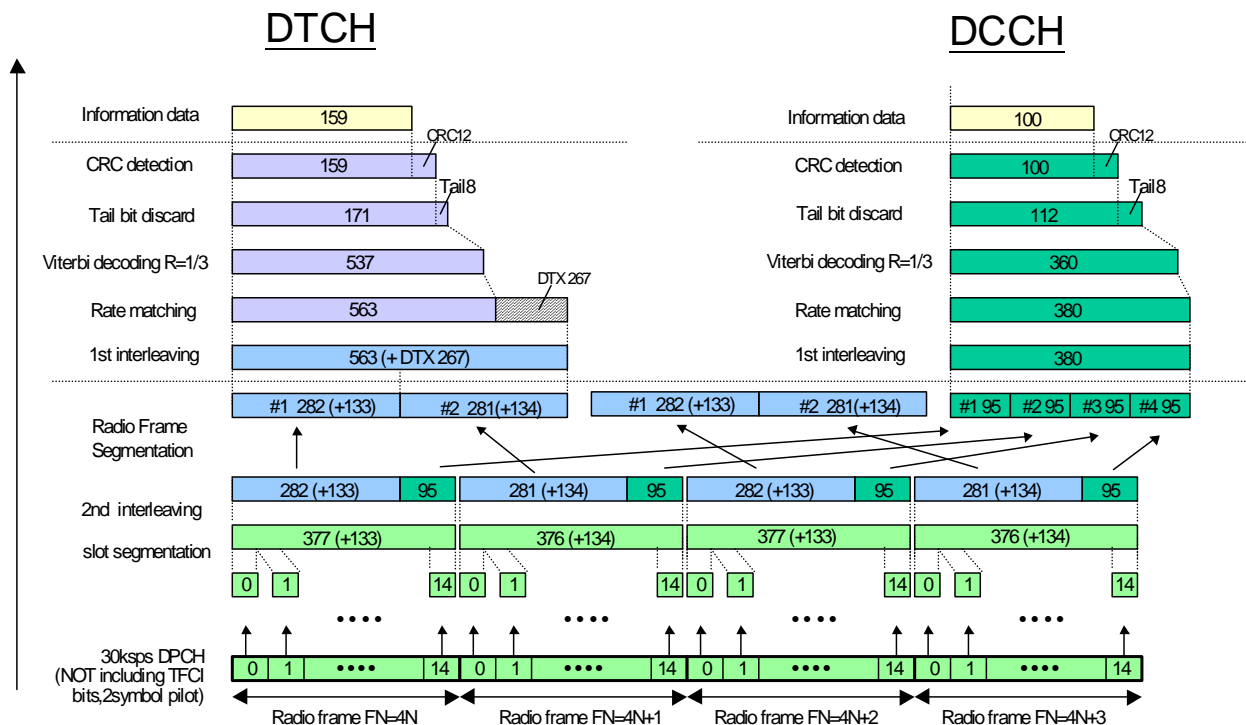 DTCH
DCCH
Information data
159
Information data
100
CRC12
CRC12
CRC detection
159
CRC detection
100
Tail8
Tail8
Tail bit discard
171
Tail bit discard
112
Viterbi decoding R=1/3
537
Viterbi decoding R=1/3
360
DTX 267
Rate matching
563
Rate matching
380
1st interleaving
563 (+ DTX 267)
1st interleaving
380
#1 282 (+133)
#2 281(+134)
#1 282 (+133)
#2 281(+134)
#1 95
#2 95
#3 95
#4 95
Radio Frame
Segmentation
282 (+133)
95
281 (+134)
95
282 (+133)
95
281 (+134)
95
2nd interleaving
377 (+133)
376 (+134)
377 (+133)
376 (+134)
slot segmentation
0
1
14
0
1
14
0
1
14
0
1
14
30ksps DPCH
(NOT including TFCI
bits,2symbol pilot)
0
1
14
0
1
14
0
1
14
0
1
14
Radio frame FN=4N
Radio frame FN=4N+1
Radio frame FN=4N+2
Radio frame FN=4N+3